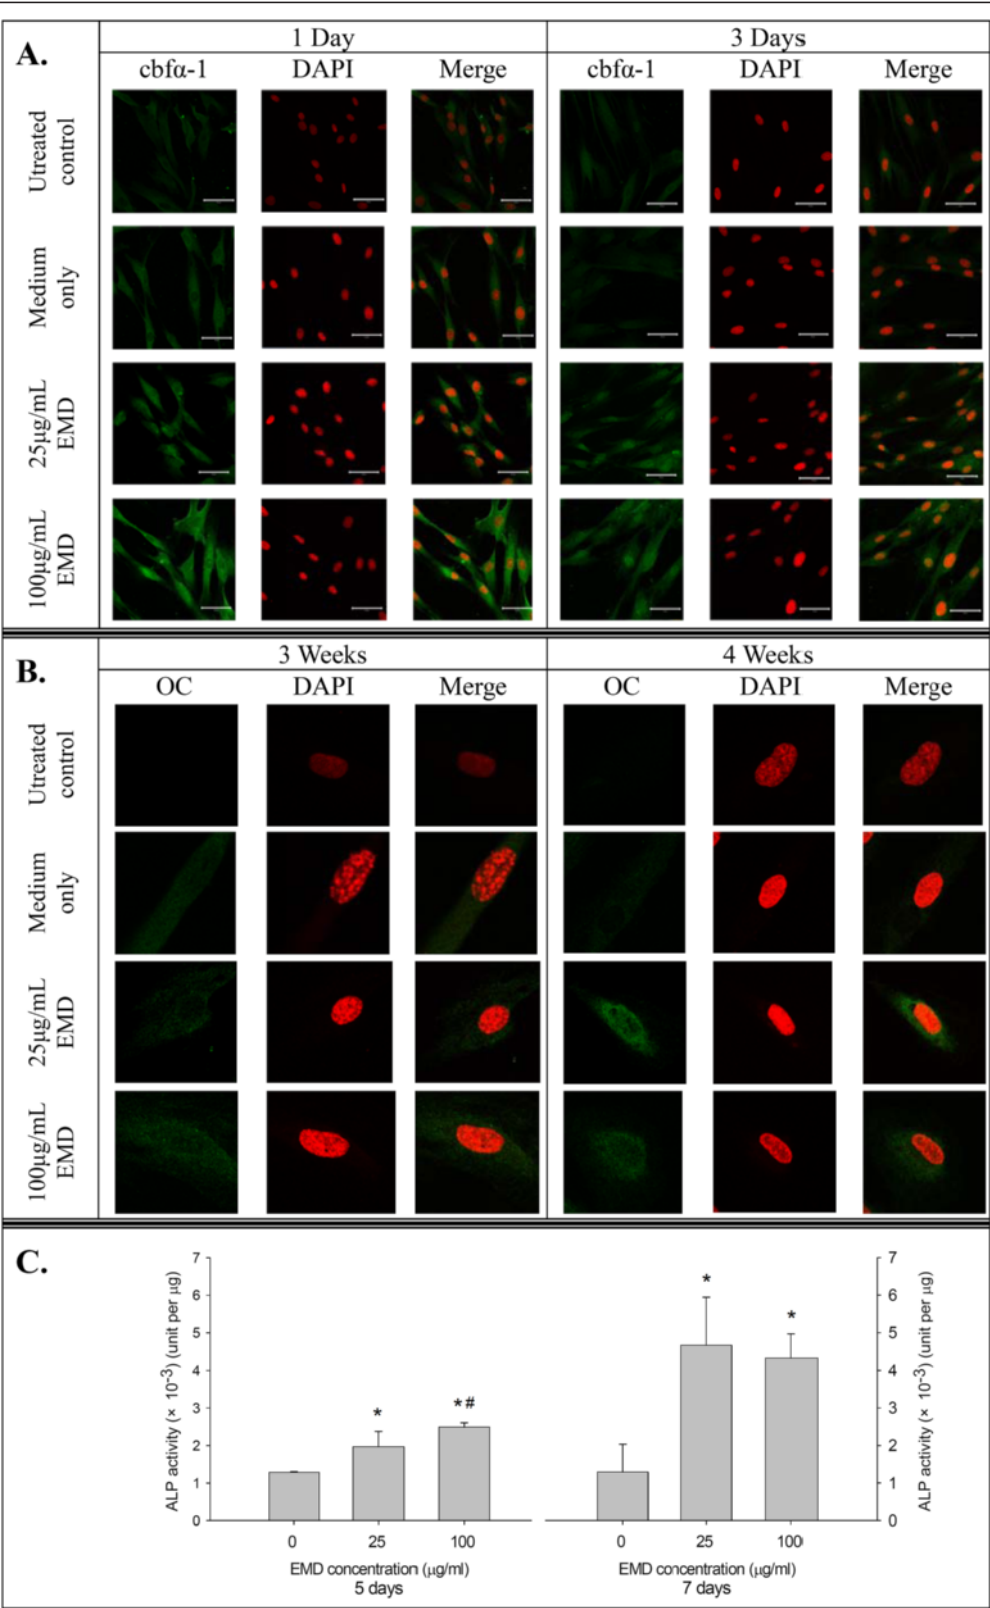 A.
1 Day
3 Days
cbfα-1 DAPI Merge cbfα-1 DAPI Merge
Utreated
control
Medium
only
25µg/mL
EMD
100µg/mL
EMD
B.
3 Weeks
4 Weeks
OC DAPI Merge OC DAPI Merge
Utreated
control
Medium
only
25µg/mL
EMD
100µg/mL
EMD
C.
ALP activity (× 10⁻³) (unit per µg)
7
6
5
4
3
2
1
0
*
*#
0 25 100
EMD concentration (µg/ml)
5 days
*
*
0 25 100
EMD concentration (µg/ml)
7 days
7
6
5
4
3
2
1
0
ALP activity (× 10⁻³) (unit per µg)